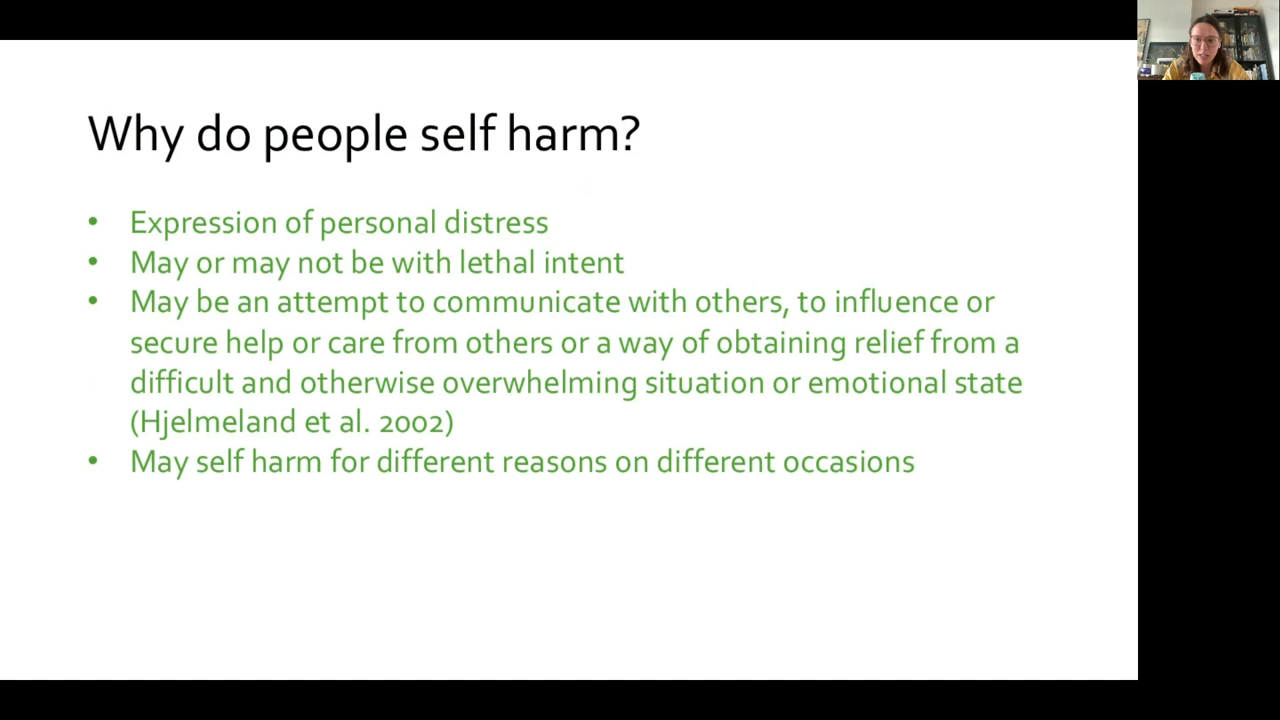 Why do people self harm?
• Expression of personal distress
• May or may not be with lethal intent
• May be an attempt to communicate with others, to influence or
secure help or care from others or a way of obtaining relief from a
difficult and otherwise overwhelming situation or emotional state
(Hjelmeland et al. 2002)
• May self harm for different reasons on different occasions